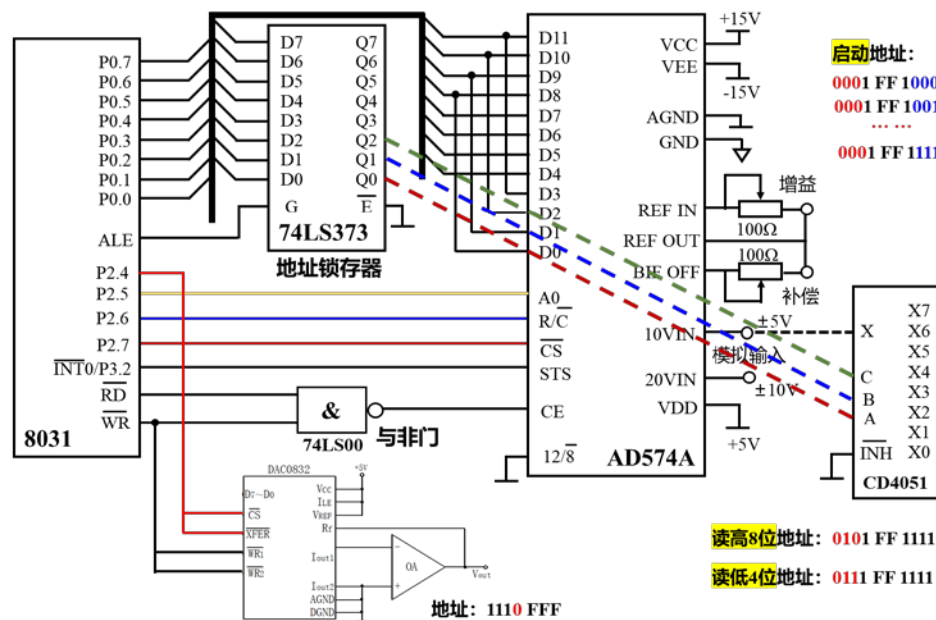 8031
P0.7
P0.6
P0.5
P0.4
P0.3
P0.2
P0.1
P0.0
ALE
P2.4
P2.5
P2.6
P2.7
INT0/P3.2
RD
WR
D7 Q7
D6 Q6
D5 Q5
D4 Q4
D3 Q3
D2 Q2
D1 Q1
D0 Q0
G E
74LS373
地址锁存器
&
74LS00
与非门
D11
D10
D9
D8
D7
D6
D5
D4
D3
D2
D1
D0
A0
R/C
CS
STS
CE
12/8
AD574A
VCC
VEE
AGND
GND
REF IN
REF OUT
BIF OFF
10VIN
20VIN
VDD
+15V
-15V
增益
100Ω
100Ω
补偿
±5V
模拟输入
±10V
+5V
X
C
B
A
INH
X7
X6
X5
X4
X3
X2
X1
X0
CD4051
启动地址：
0001 FF 1000
0001 FF 1001
... ...
0001 FF 1111
读高8位地址：0101 FF 1111
读低4位地址：0111 FF 1111
DAC0832
D7～D0
CS
XFER
WR1
WR2
VCC
ILE
VREF
Rf
Iout1
Iout2
AGND
DGND
+5V
-
+
OA
Vout
地址：1110 FFF